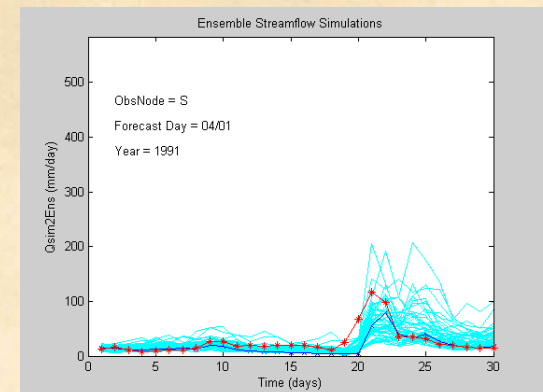 Ensemble Streamflow Simulations
500
400
300
200
100
0
Qsim2Ens (mm/day)
ObsNode = S
Forecast Day = 04/01
Year = 1991
0 5 10 15 20 25 30
Time (days)